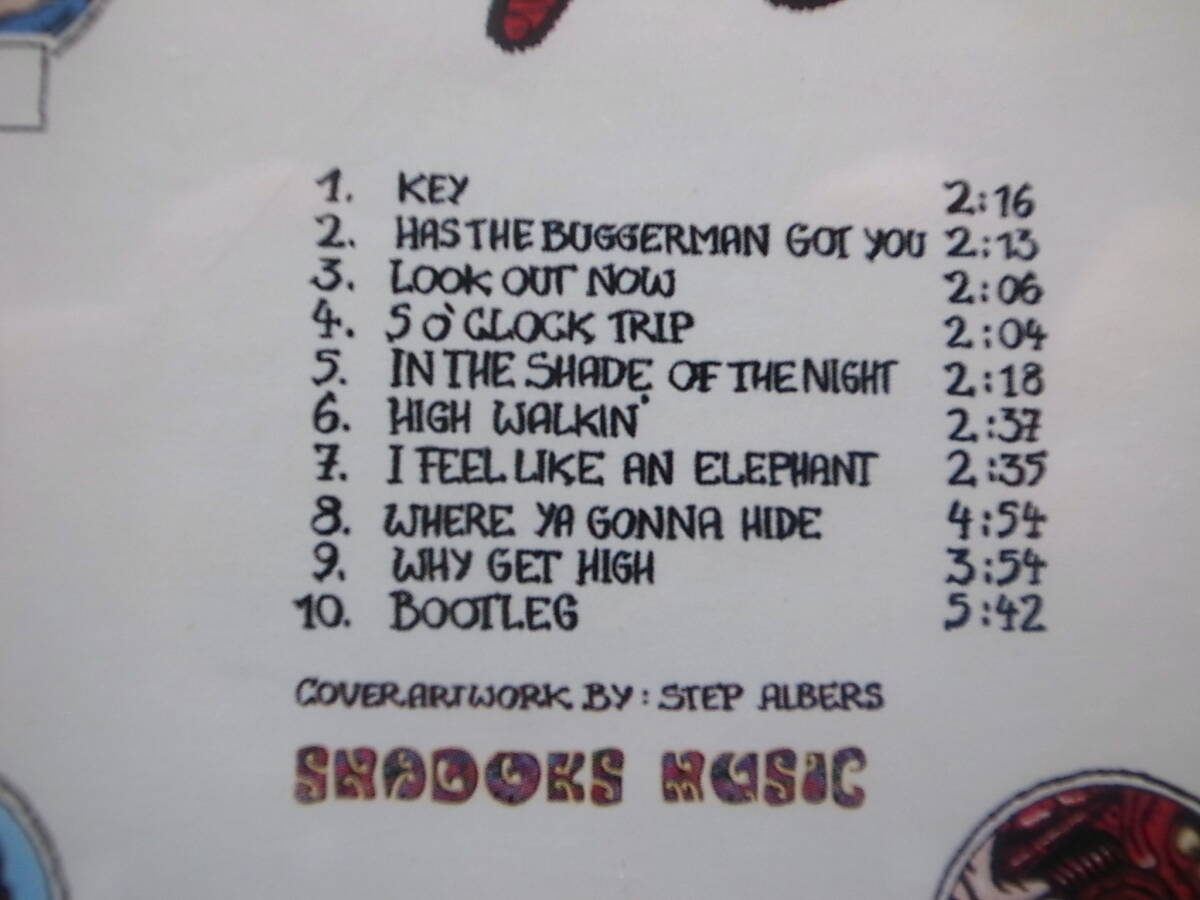 1. KEY 2:16
2. HAS THE BUGGERMAN GOT YOU 2:13
3. LOOK OUT NOW 2:06
4. 5 O'CLOCK TRIP 2:04
5. IN THE SHADE OF THE NIGHT 2:18
6. HIGH WALKIN' 2:37
7. I FEEL LIKE AN ELEPHANT 2:35
8. WHERE YA GONNA HIDE 4:54
9. WHY GET HIGH 3:54
10. BOOTLEG 5:42
COVERARTWORK BY: STEP ALBERS
SHADOKS MUSIC